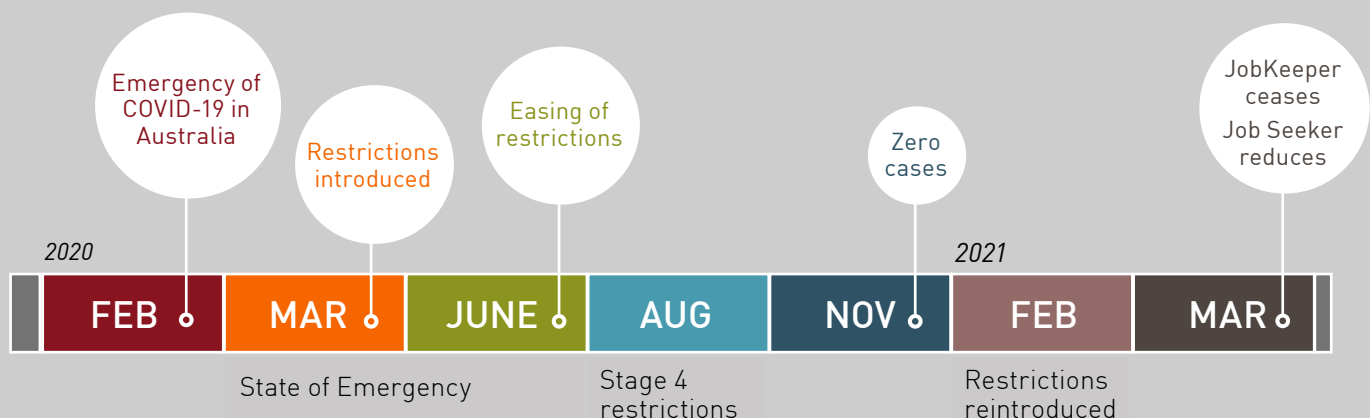 Emergency of
COVID-19 in
Australia
Restrictions
introduced
Easing of
restrictions
Zero
cases
JobKeeper
ceases
Job Seeker
reduces
2020
2021
FEB
MAR
JUNE
AUG
NOV
FEB
MAR
State of Emergency
Stage 4
restrictions
Restrictions
reintroduced